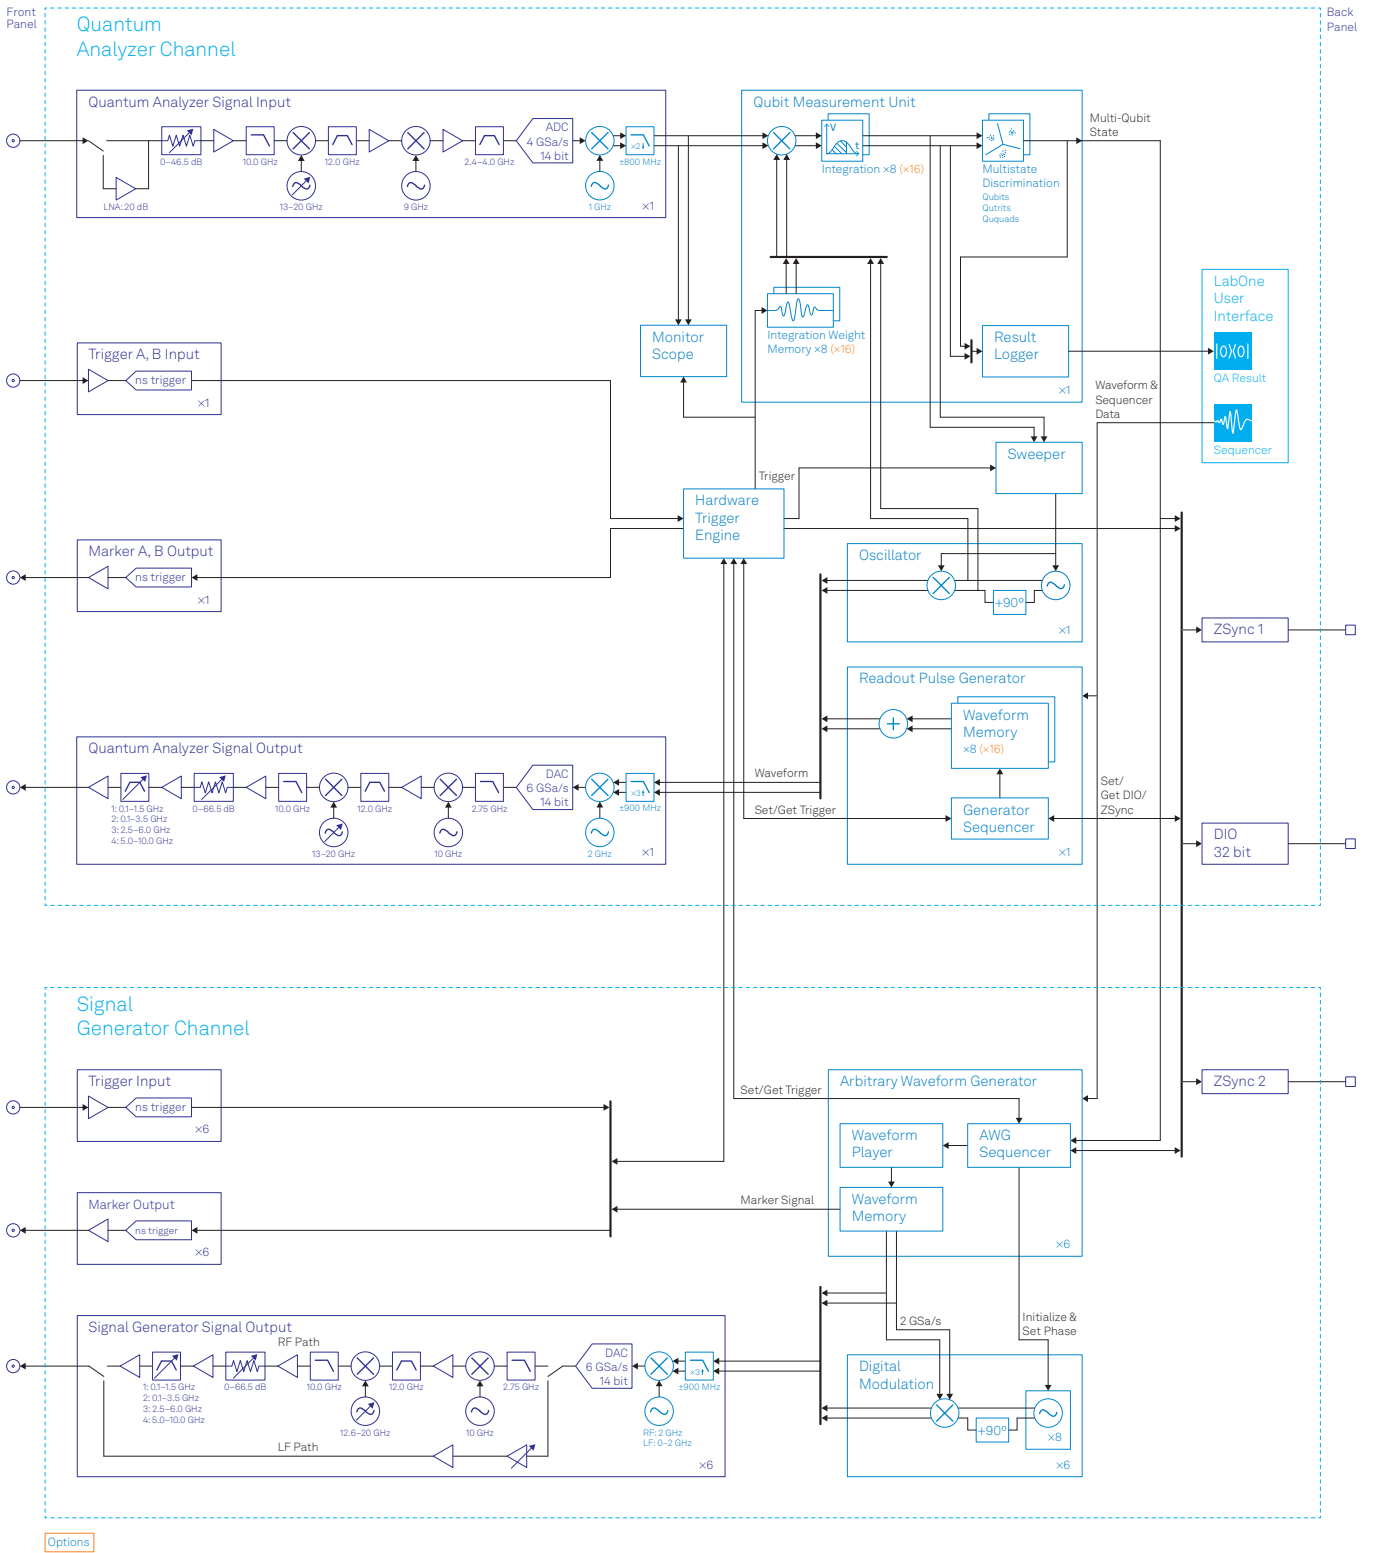 Front
Panel
Back
Panel
Quantum
Analyzer Channel
Quantum Analyzer Signal Input
0–46.5 dB
10.0 GHz
12.0 GHz
2.4–4.0 GHz
ADC
4 GSa/s
14 bit
×2
±800 MHz
LNA: 20 dB
13–20 GHz
9 GHz
1 GHz
×1
Qubit Measurement Unit
V
t
Integration ×8 (×16)
Multistate
Discrimination
Qubits
Qutrits
Ququads
Integration Weight
Memory ×8 (×16)
Result
Logger
×1
Multi-Qubit
State
Monitor
Scope
LabOne
User
Interface
|0⟩⟨0|
QA Result
Sequencer
Waveform &
Sequencer
Data
Trigger A, B Input
ns trigger
×1
Sweeper
Trigger
Hardware
Trigger
Engine
Marker A, B Output
ns trigger
×1
Oscillator
+90°
×1
ZSync 1
Readout Pulse Generator
Waveform
Memory
×8 (×16)
Generator
Sequencer
×1
Waveform
Set/Get Trigger
Set/
Get DIO/
ZSync
DIO
32 bit
Quantum Analyzer Signal Output
1: 0.1–1.5 GHz
2: 0.1–3.5 GHz
3: 2.5–6.0 GHz
4: 5.0–10.0 GHz
0–66.5 dB
10.0 GHz
12.0 GHz
2.75 GHz
DAC
6 GSa/s
14 bit
×3
±900 MHz
13–20 GHz
10 GHz
2 GHz
×1
Signal
Generator Channel
Trigger Input
ns trigger
×6
Marker Output
ns trigger
×6
Set/Get Trigger
Arbitrary Waveform Generator
Waveform
Player
AWG
Sequencer
Waveform
Memory
×6
Marker Signal
ZSync 2
2 GSa/s
Initialize &
Set Phase
Digital
Modulation
+90°
×8
×6
Signal Generator Signal Output
RF Path
1: 0.1–1.5 GHz
2: 0.1–3.5 GHz
3: 2.5–6.0 GHz
4: 5.0–10.0 GHz
0–66.5 dB
10.0 GHz
12.0 GHz
2.75 GHz
DAC
6 GSa/s
14 bit
×3
±900 MHz
12.6–20 GHz
10 GHz
RF: 2 GHz
LF: 0–2 GHz
LF Path
×6
Options